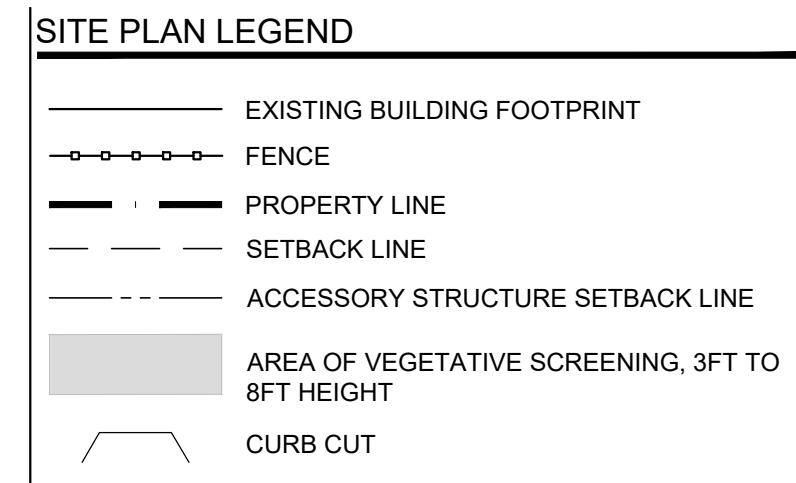 SITE PLAN LEGEND
EXISTING BUILDING FOOTPRINT
FENCE
PROPERTY LINE
SETBACK LINE
ACCESSORY STRUCTURE SETBACK LINE
AREA OF VEGETATIVE SCREENING, 3FT TO
8FT HEIGHT
CURB CUT